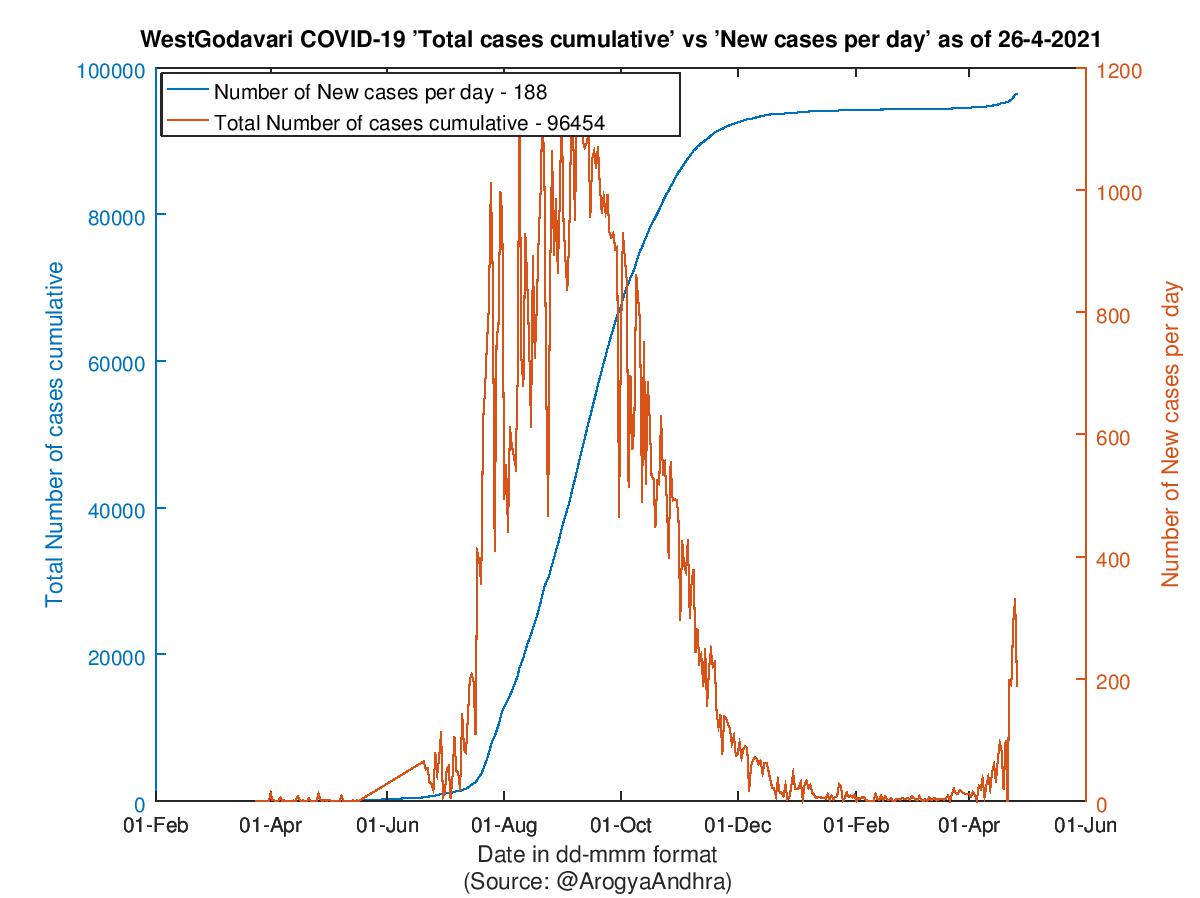 WestGodavari COVID-19 'Total cases cumulative' vs 'New cases per day' as of 26-4-2021
100000
80000
60000
40000
20000
0
Total Number of cases cumulative
Number of New cases per day - 188
Total Number of cases cumulative - 96454
1200
1000
800
600
400
200
0
Number of New cases per day
01-Feb 01-Apr 01-Jun 01-Aug 01-Oct 01-Dec 01-Feb 01-Apr 01-Jun
Date in dd-mmm format
(Source: @ArogyaAndhra)